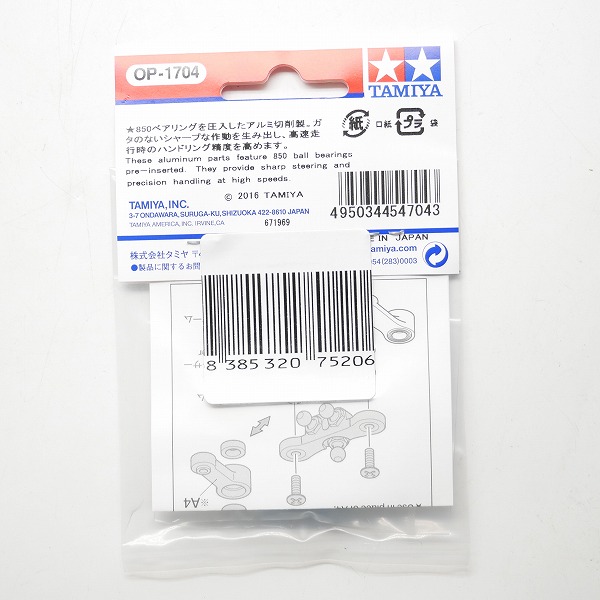 OP-1704
TAMIYA
★850ベアリングを圧入したアルミ切削製。ガ
タのないシャープな作動を生み出し、高速走
行時のハンドリング精度を高めます。
These aluminum parts feature 850 ball bearings
pre-inserted. They provide sharp steering and
precision handling at high speeds.
紙
口紙
プラ
袋
© 2016 TAMIYA
TAMIYA, INC.
3-7 ONDAWARA, SURUGA-KU, SHIZUOKA 422-8610 JAPAN
TAMIYA AMERICA, INC. IRVINE, CA
671969
4950344547043
株式会社タミヤ
●製品に関するお問
E IN JAPAN
amiya.com
054(283)0003
8 385320 75206
※A4